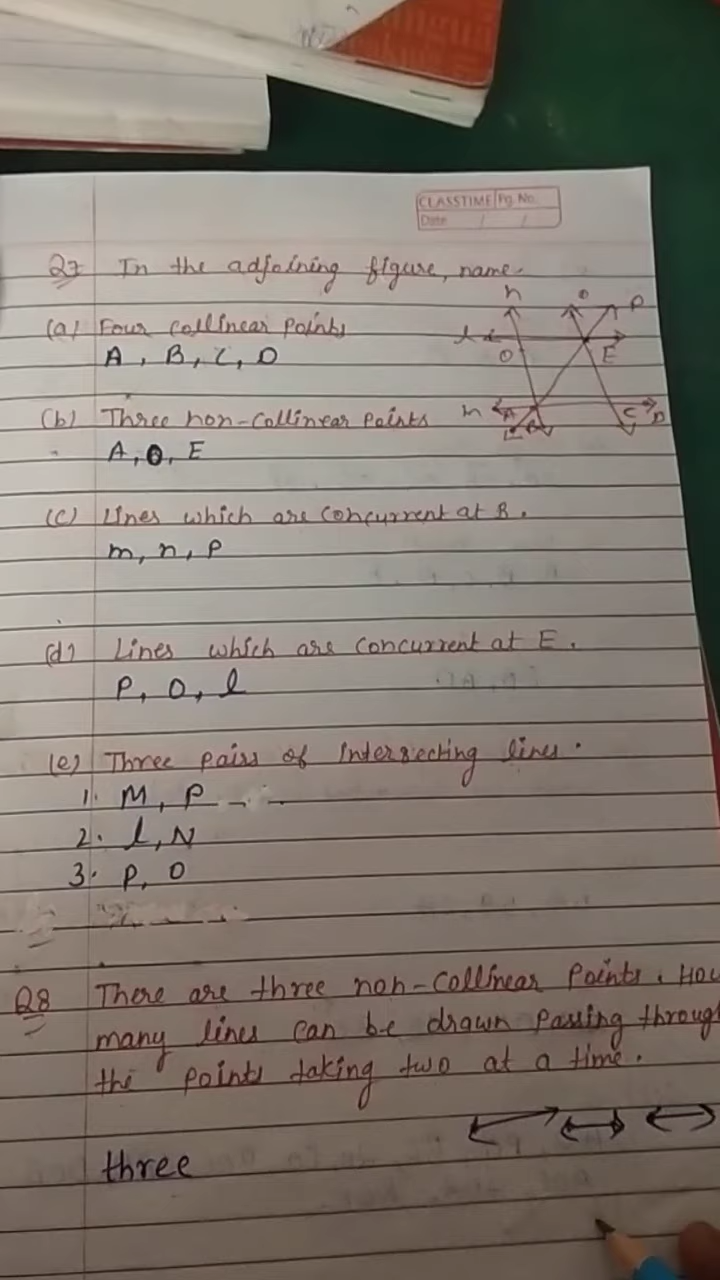 CLASSTIME Pg. No.
Date / /
Q7 In the adjoining figure, name-
(a) Four collinear points
A, B, C, D
(b) Three non-collinear points
A, O, E
(c) Lines which are concurrent at B.
m, n, P
(d) Lines which are concurrent at E.
P, O, l
(e) Three pairs of intersecting lines.
1. M, P
2. l, N
3. P, O
n O P
l O E
m A B C D
Q8 There are three non-collinear points. How
many lines can be drawn passing throug
the points taking two at a time.
three